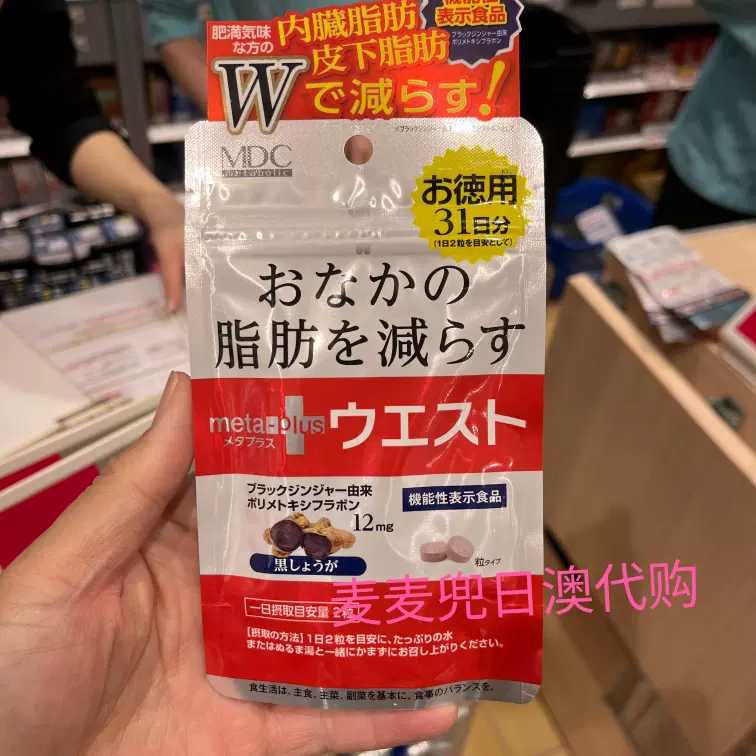 肥満気味
な方の
内臓脂肪
皮下脂肪
Wで減らす!
機能性
表示食品
ブラックジンジャー由来
ポリメトキシフラボン
MDC
metabolic
お徳用
31日分
(1日2粒を目安として)
おなかの
脂肪を減らす
meta-plus
メタプラス
ウエスト
ブラックジンジャー由来
ポリメトキシフラボン
12mg
機能性表示食品
黒しょうが
粒タイプ
麦麦兜日澳代购
一日摂取目安量 2粒
【摂取の方法】1日2粒を目安に、たっぷりの水
またはぬるま湯と一緒にかまずにお召し上がりください。
食生活は、主食、主菜、副菜を基本に、食事のバランスを。